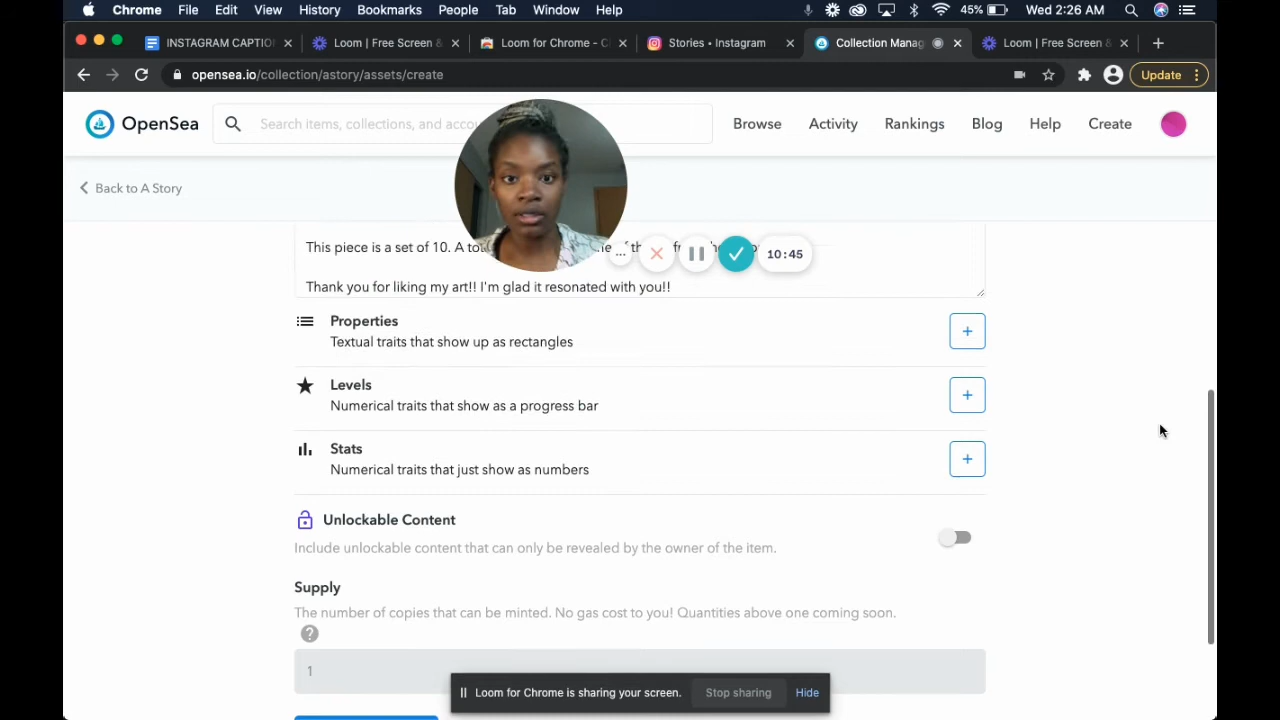 Chrome File Edit View History Bookmarks People Tab Window Help 45% Wed 2:26 AM
INSTAGRAM CAPTIO Loom | Free Screen & Loom for Chrome - C Stories • Instagram Collection Manag Loom | Free Screen &
opensea.io/collection/astory/assets/create Update
OpenSea Search items, collections, and accou Browse Activity Rankings Blog Help Create
Back to A Story
This piece is a set of 10. A
... 10:45
Thank you for liking my art!! I'm glad it resonated with you!!
Properties
Textual traits that show up as rectangles
Levels
Numerical traits that show as a progress bar
Stats
Numerical traits that just show as numbers
Unlockable Content
Include unlockable content that can only be revealed by the owner of the item.
Supply
The number of copies that can be minted. No gas cost to you! Quantities above one coming soon.
?
1
Loom for Chrome is sharing your screen. Stop sharing Hide